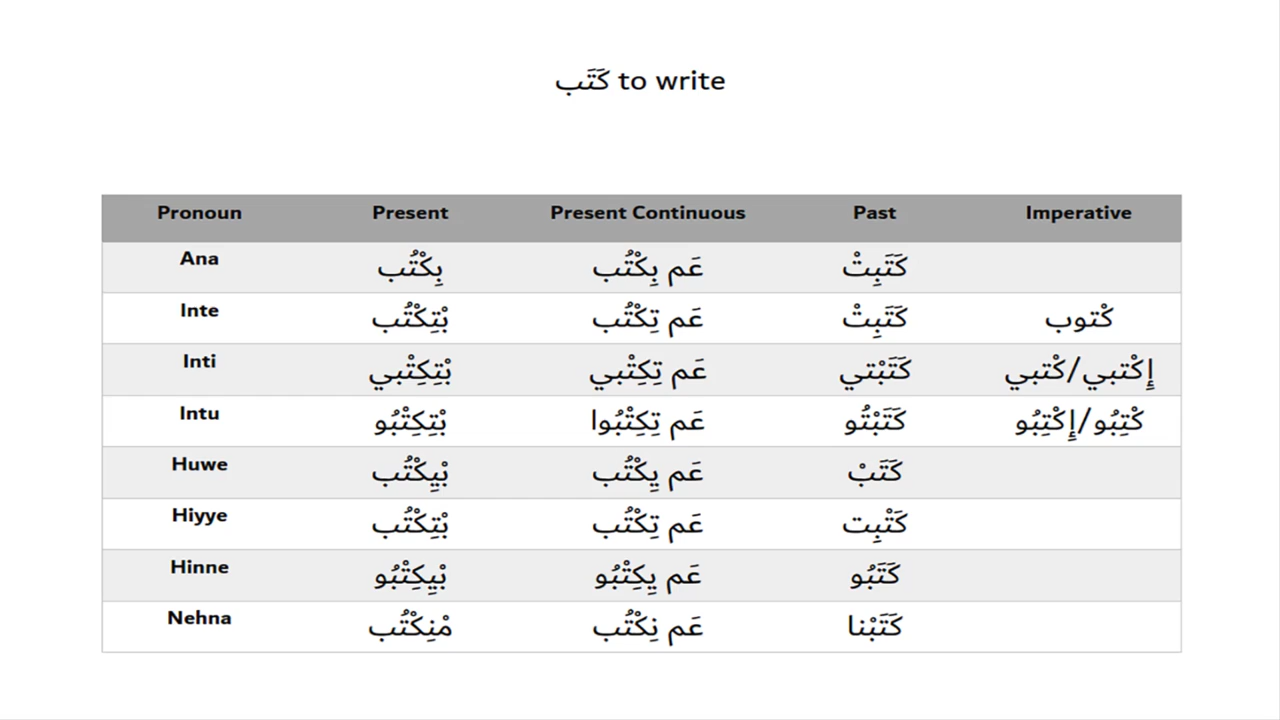 كَتَب to write
Pronoun Present Present Continuous Past Imperative
Ana بِكْتُب عَم بِكْتُب كَتَبِتْ
Inte بْتِكْتُب عَم تِكْتُب كَتَبِتْ كْتوب
Inti بْتِكِتْبي عَم تِكِتْبي كَتَبْتي إِكْتبي/كْتبي
Intu بْتِكِتْبُو عَم تِكِتْبُوا كَتَبْتُو كْتِبُو/إِكْتِبُو
Huwe بْيِكْتُب عَم يِكْتُب كَتَبْ
Hiyye بْتِكْتُب عَم تِكْتُب كَتْبِت
Hinne بْيِكِتْبُو عَم يِكِتْبُو كَتَبُو
Nehna مْنِكْتُب عَم نِكْتُب كَتَبْنا